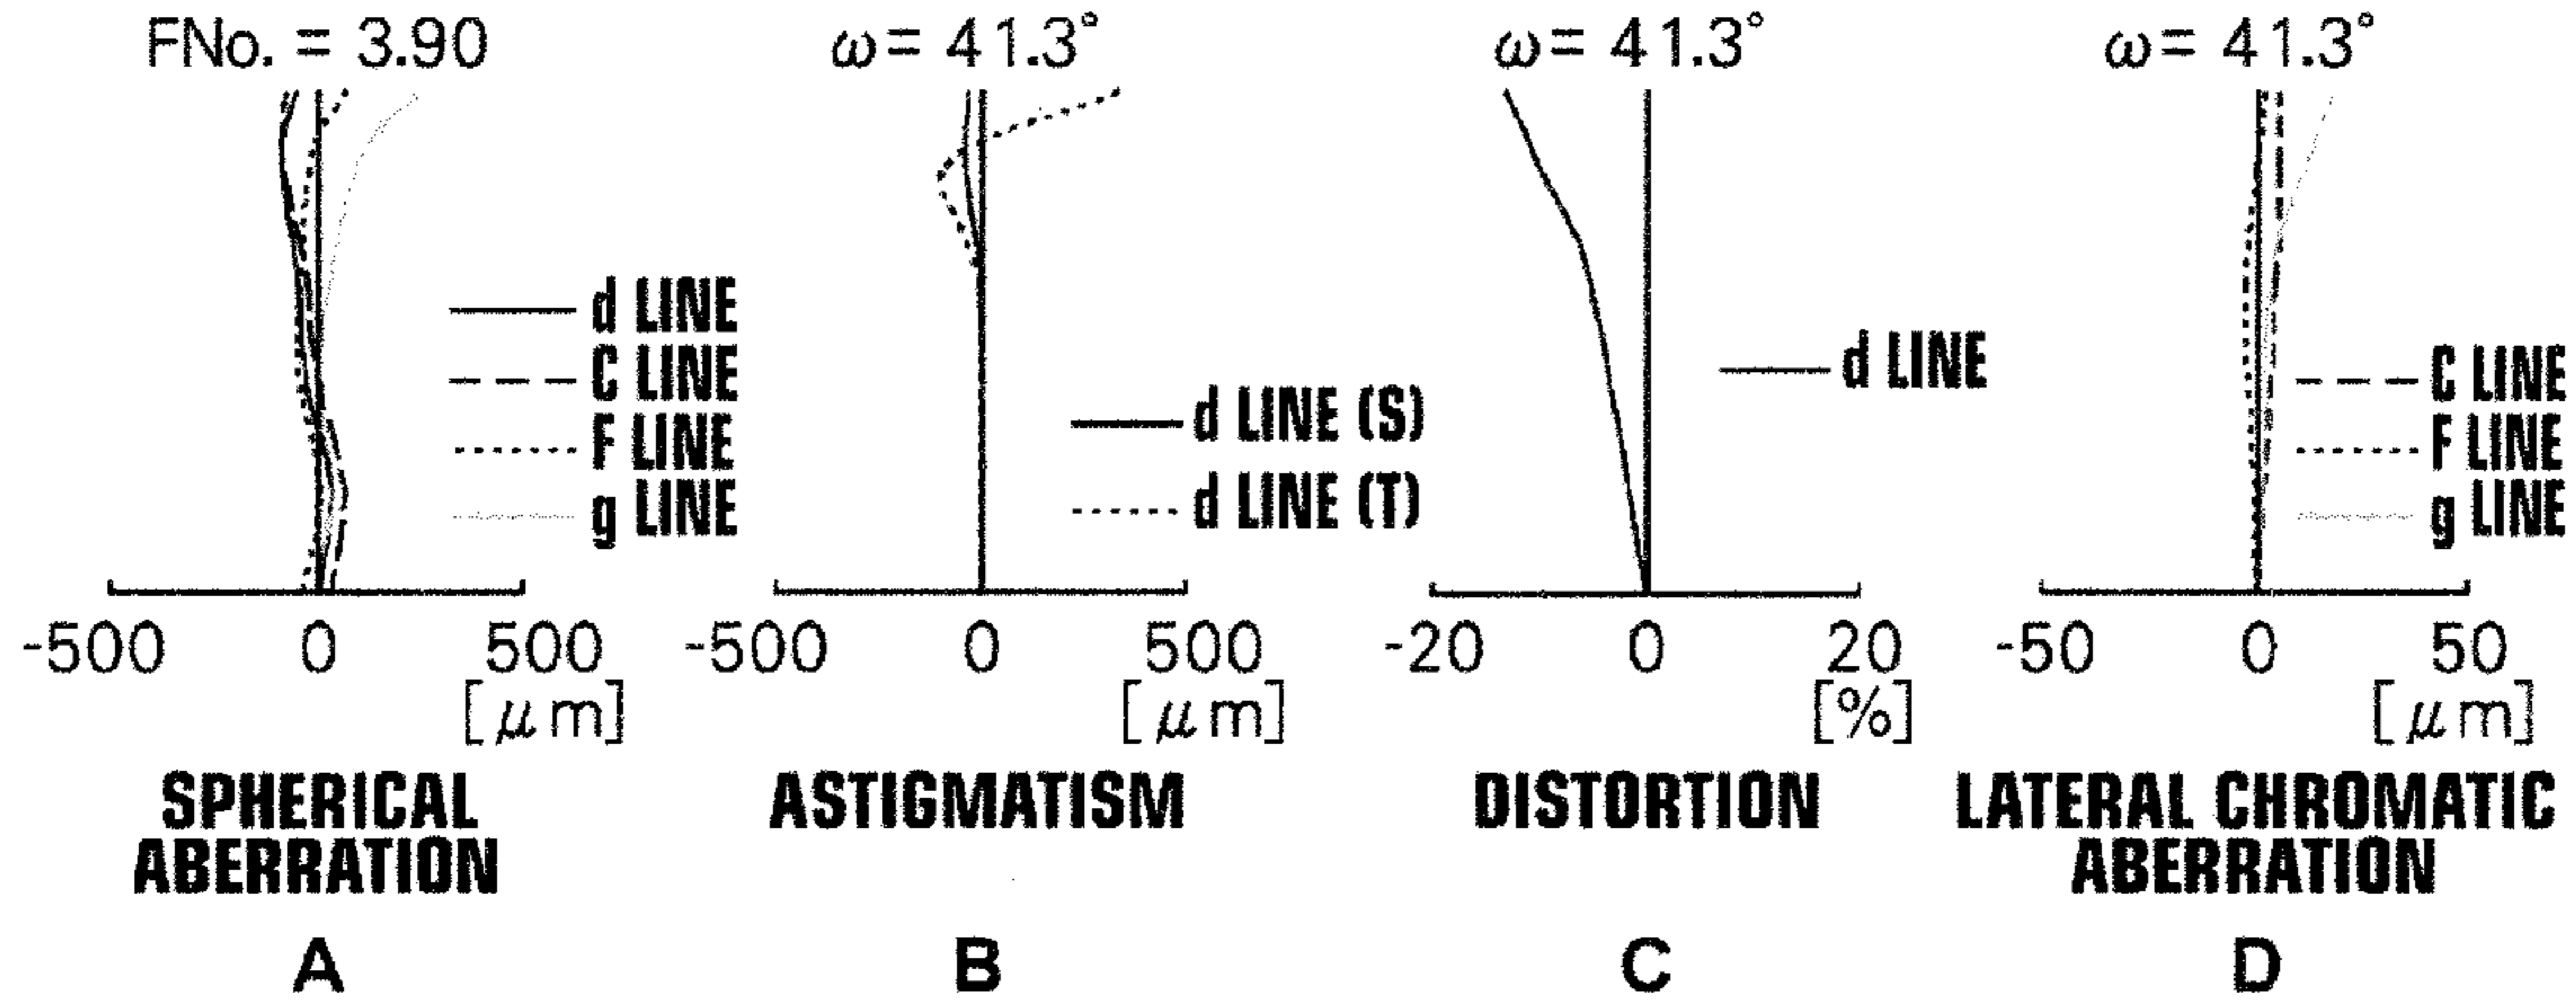 FNo. = 3.90
d LINE
C LINE
F LINE
g LINE
-500 0 500
[μm]
SPHERICAL
ABERRATION
A
ω= 41.3°
d LINE (S)
d LINE (T)
-500 0 500
[μm]
ASTIGMATISM
B
ω= 41.3°
d LINE
-20 0 20
[%]
DISTORTION
C
ω= 41.3°
C LINE
F LINE
g LINE
-50 0 50
[μm]
LATERAL CHROMATIC
ABERRATION
D